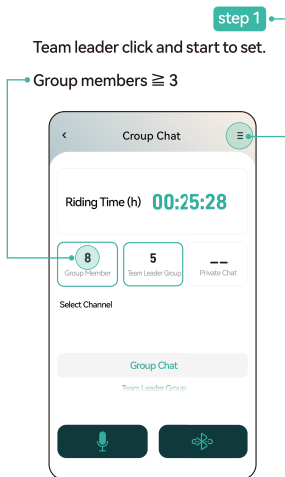 step 1
Team leader click and start to set.
Group members ≧ 3
Croup Chat
Riding Time (h) 00:25:28
8 5 __
Group Member Team Leader Group Private Chat
Select Channel
Group Chat
Team Leader Group